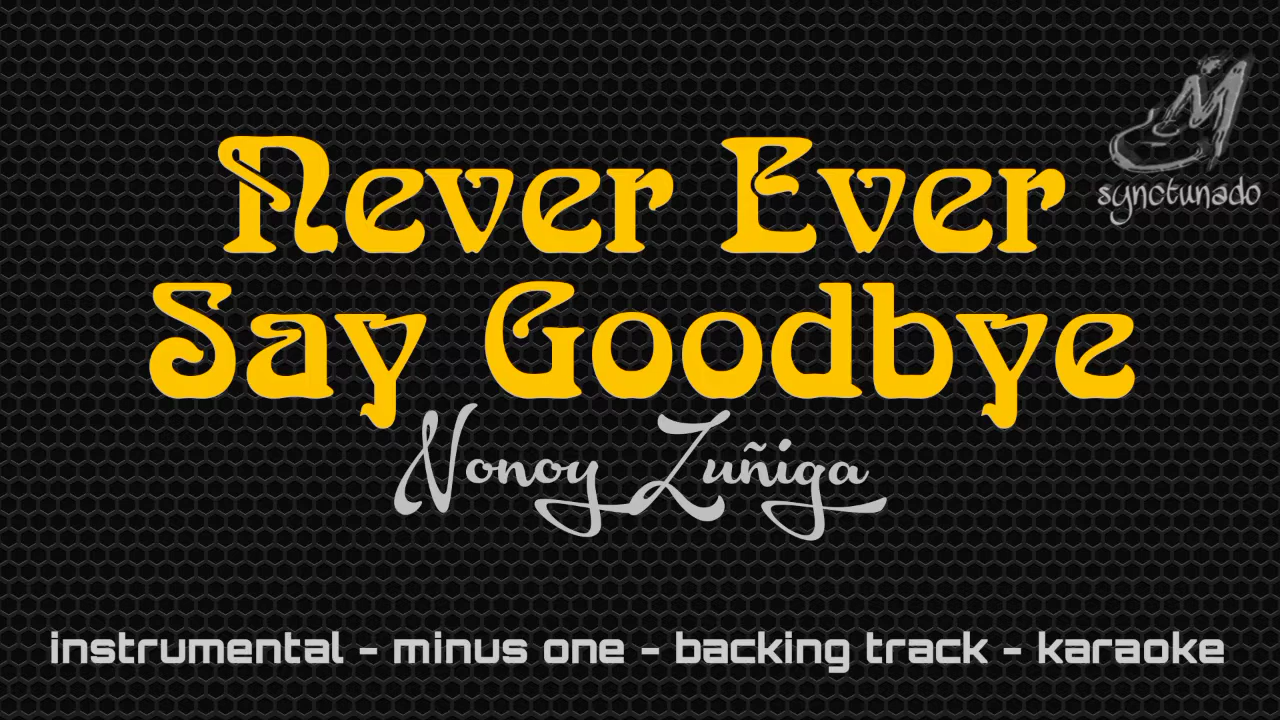 Never Ever
synctunado
Say Goodbye
Nonoy Zuñiga
instrumental - minus one - backing track - karaoke